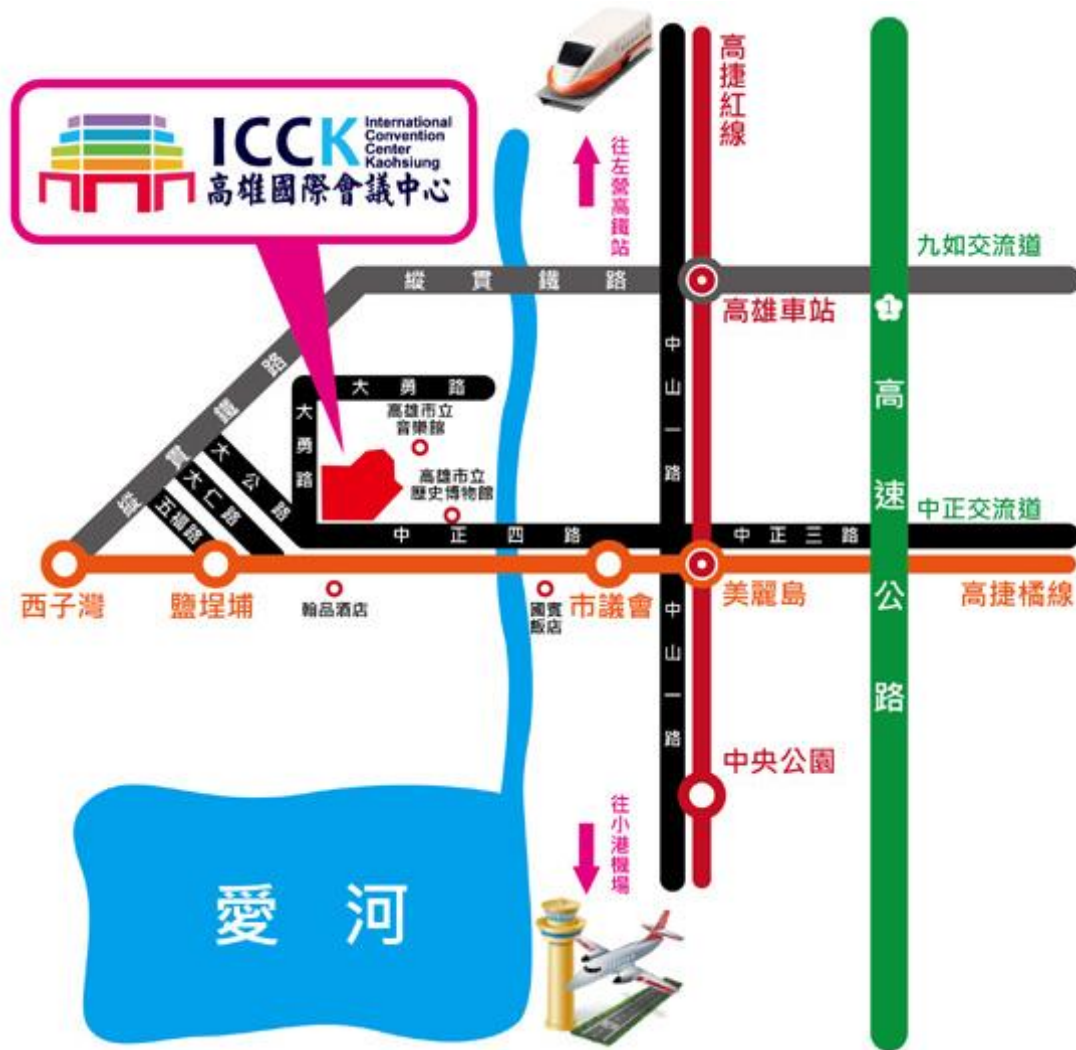 高捷紅線
ICCK
International
Convention
Center
Kaohsiung
高雄國際會議中心
往左營高鐵站
九如交流道
縱貫鐵路
高雄車站
1
高速公路
中山一路
縱貫鐵路
大勇路
大勇路
高雄市立
音樂館
高雄市立
歷史博物館
大公路
大仁路
五福路
中正四路
中正三路
中正交流道
西子灣
鹽埕埔
翰品酒店
國賓
飯店
市議會
美麗島
高捷橘線
中山一路
中央公園
往小港機場
愛河